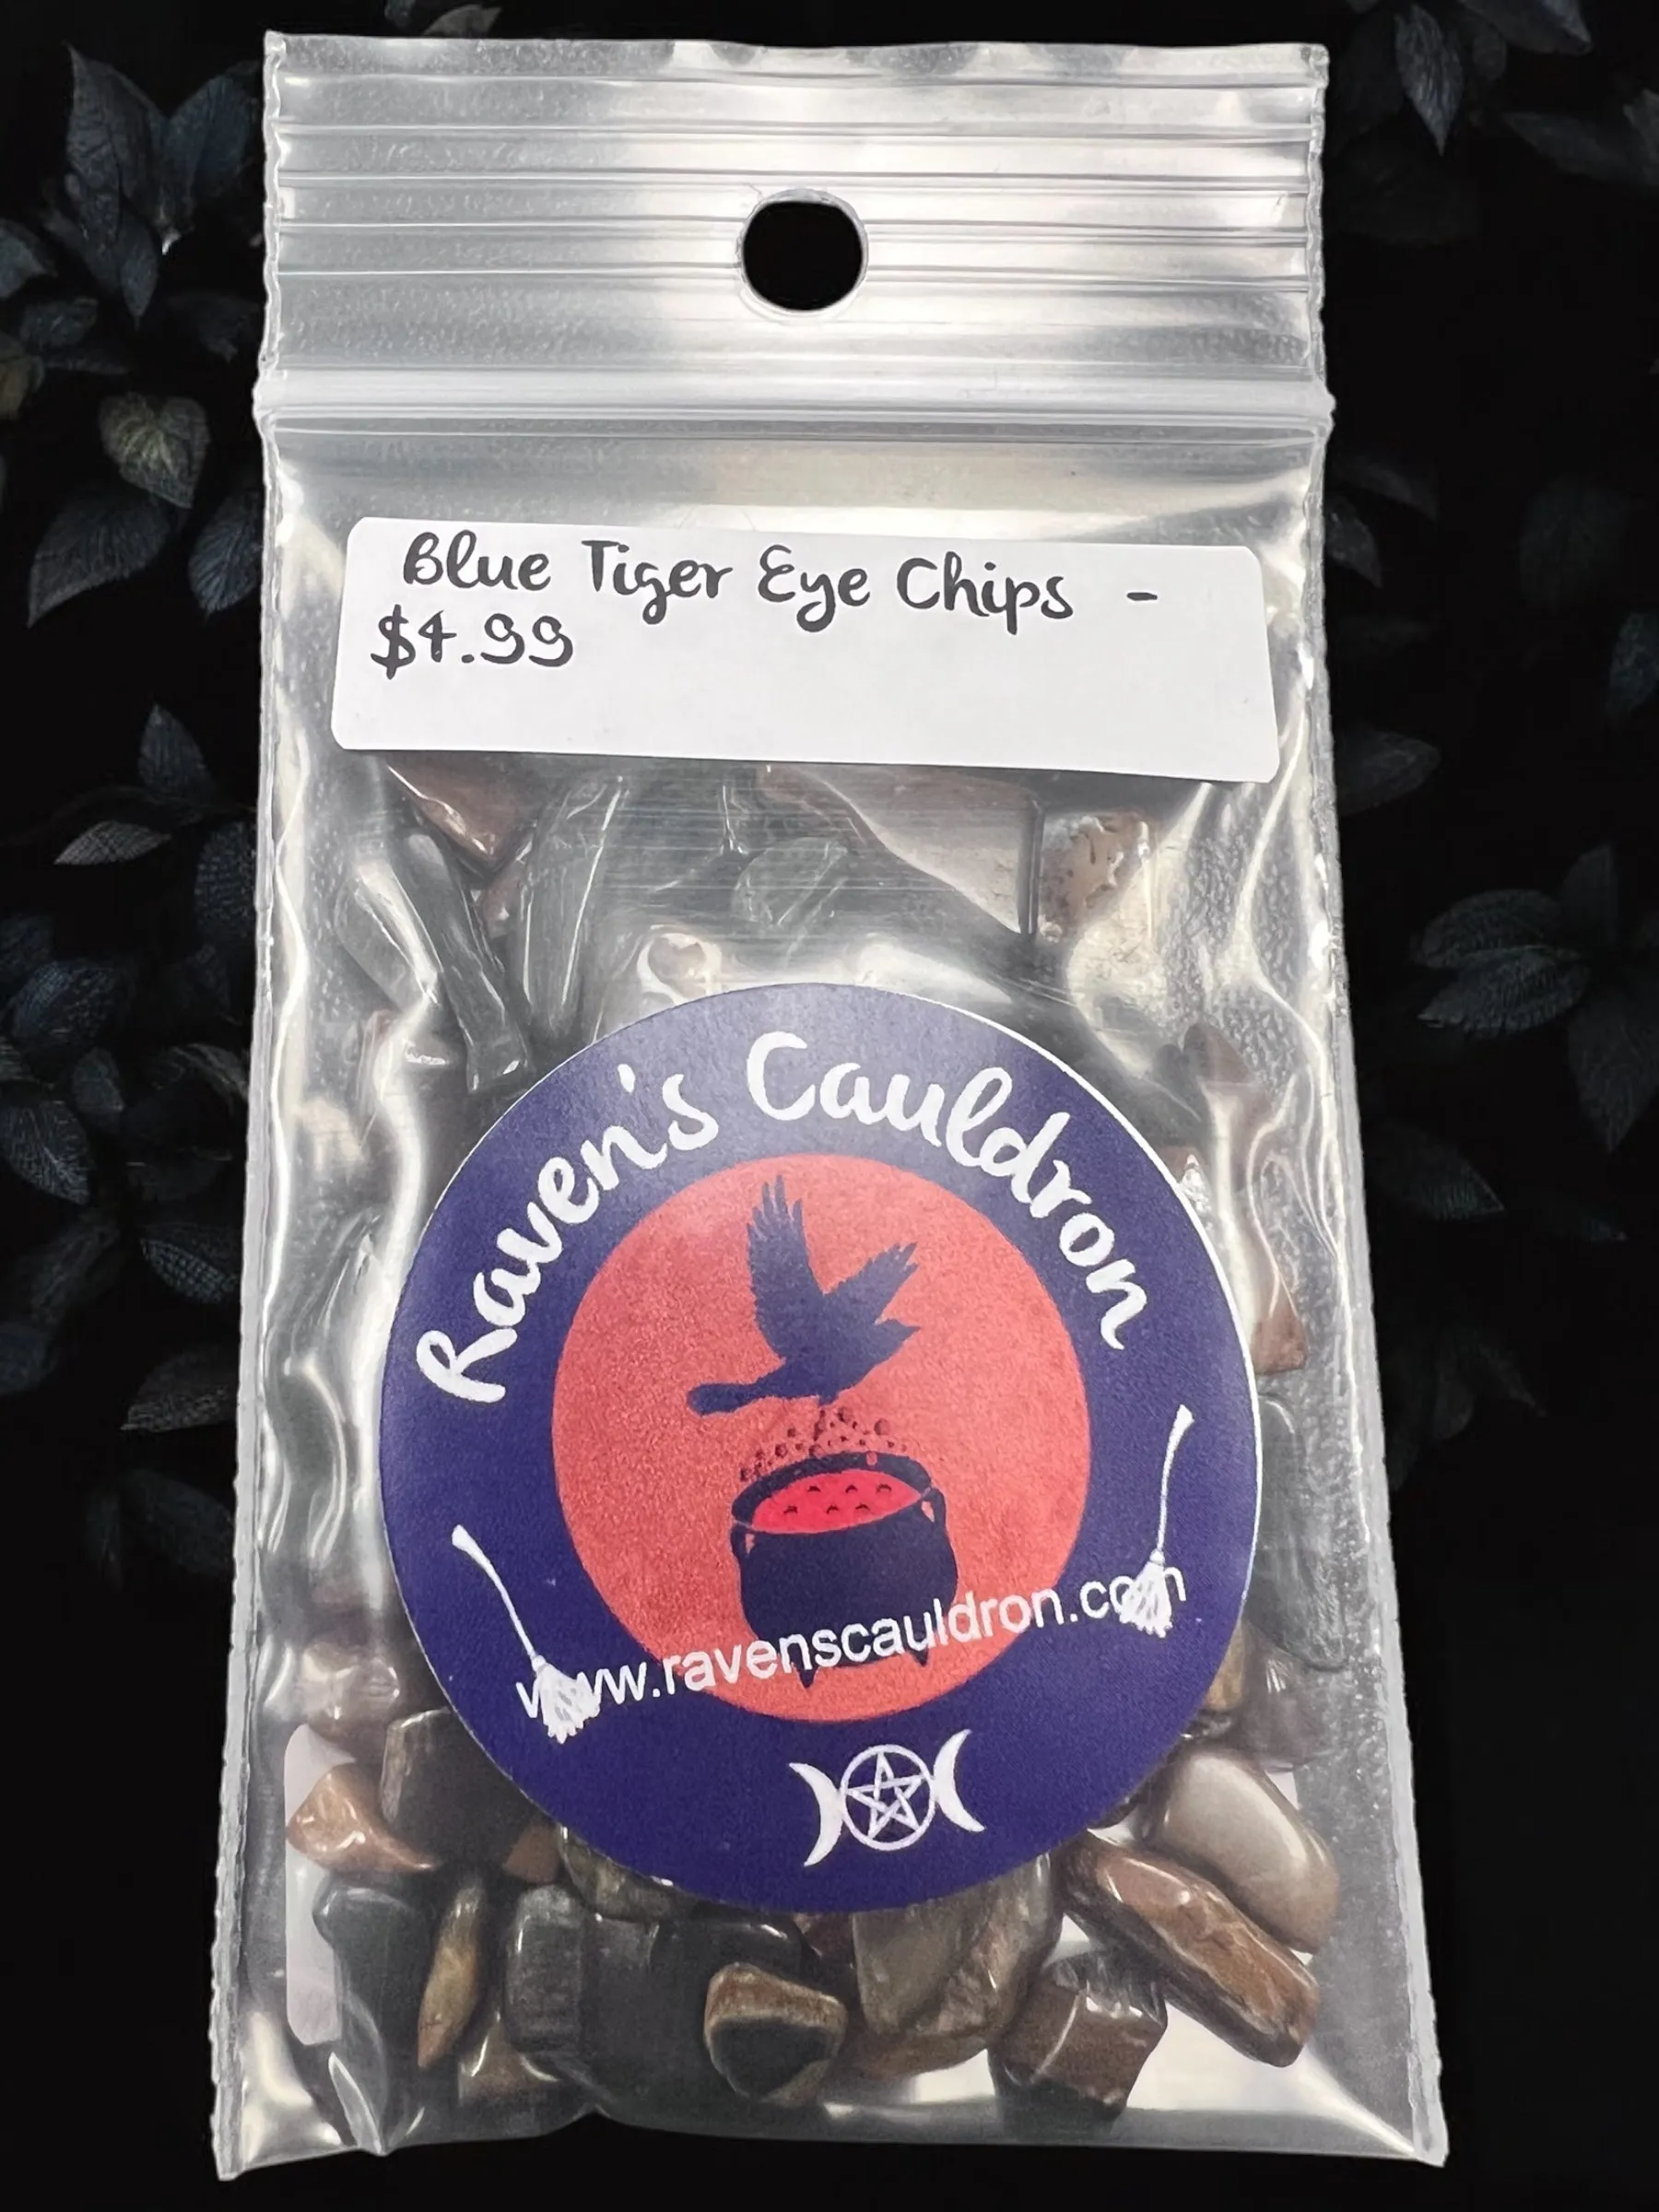 Blue Tiger Eye Chips -
$4.99
Raven's Cauldron
www.ravenscauldron.com